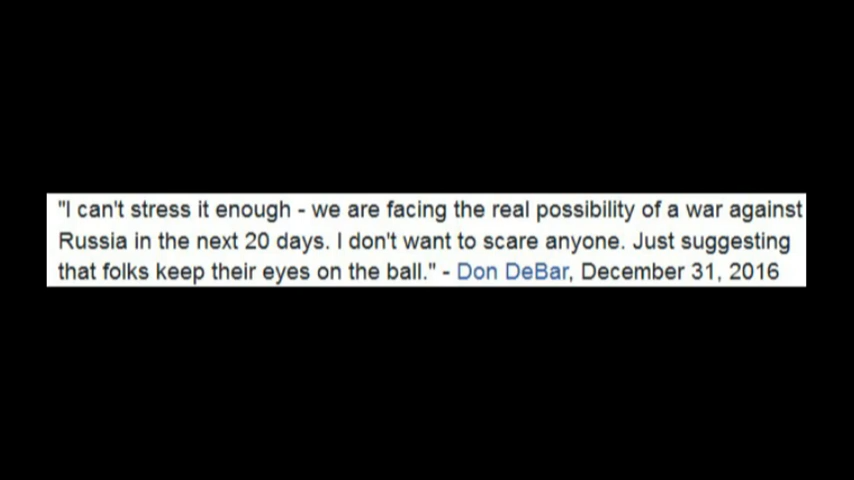 "I can't stress it enough - we are facing the real possibility of a war against
Russia in the next 20 days. I don't want to scare anyone. Just suggesting
that folks keep their eyes on the ball." - Don DeBar, December 31, 2016